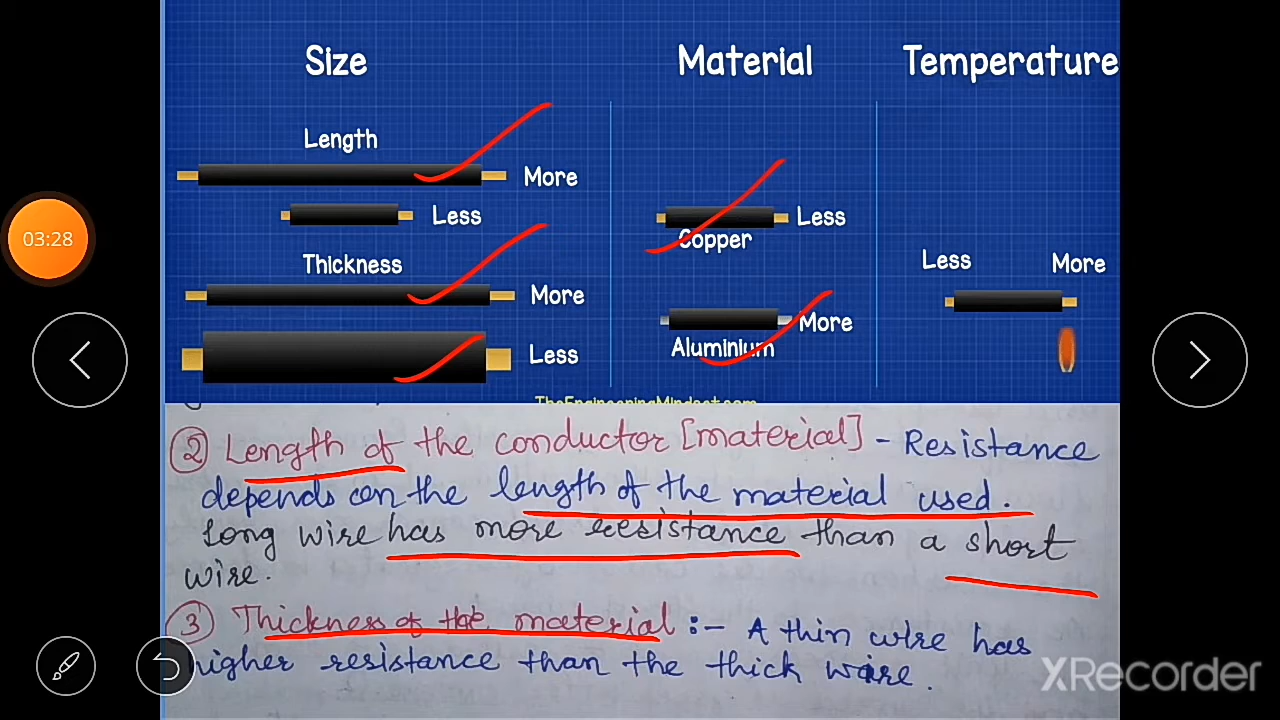 Size
Material
Temperature
Length
More
Less
Thickness
More
Less
Copper
Less
Aluminium
More
Less
More
TheEngineeringMindset.com
03:28
② Length of the conductor [material] - Resistance
depends on the length of the material used.
Long wire has more resistance than a short
wire.
③ Thickness of the material :- A thin wire has
higher resistance than the thick wire.
XRecorder